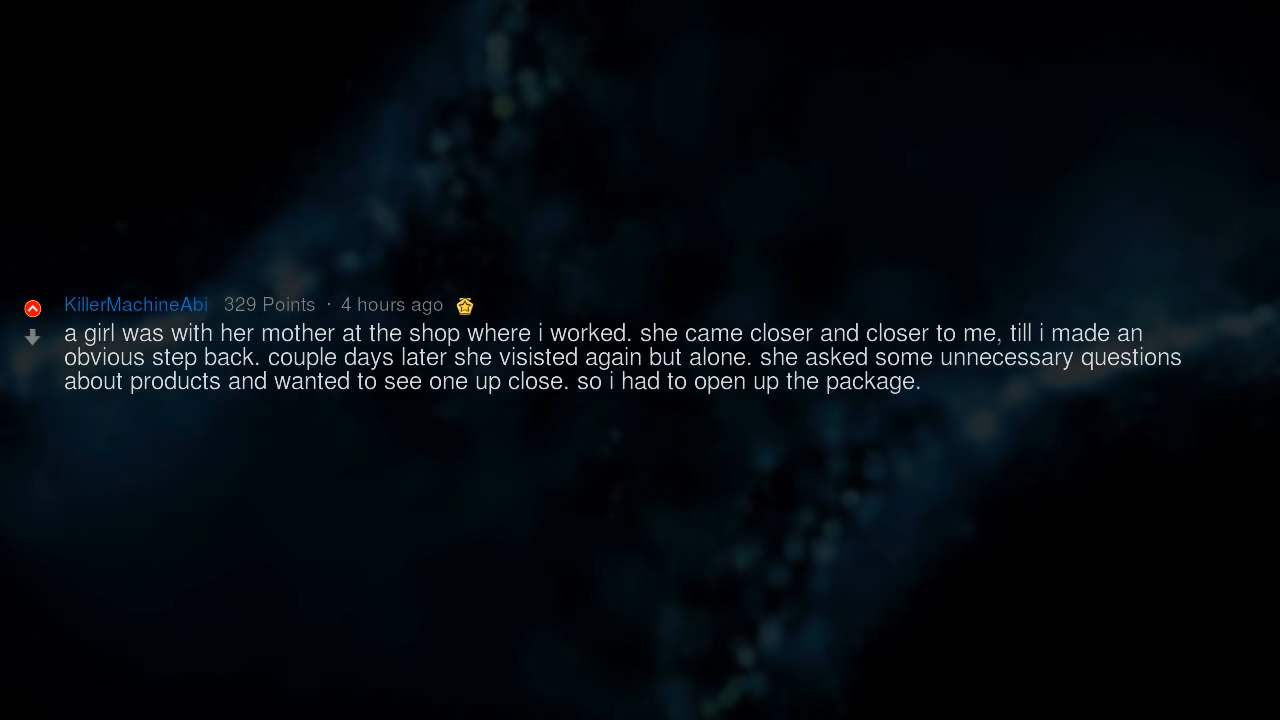 KillerMachineAbi 329 Points · 4 hours ago
a girl was with her mother at the shop where i worked. she came closer and closer to me, till i made an
obvious step back. couple days later she visisted again but alone. she asked some unnecessary questions
about products and wanted to see one up close. so i had to open up the package.